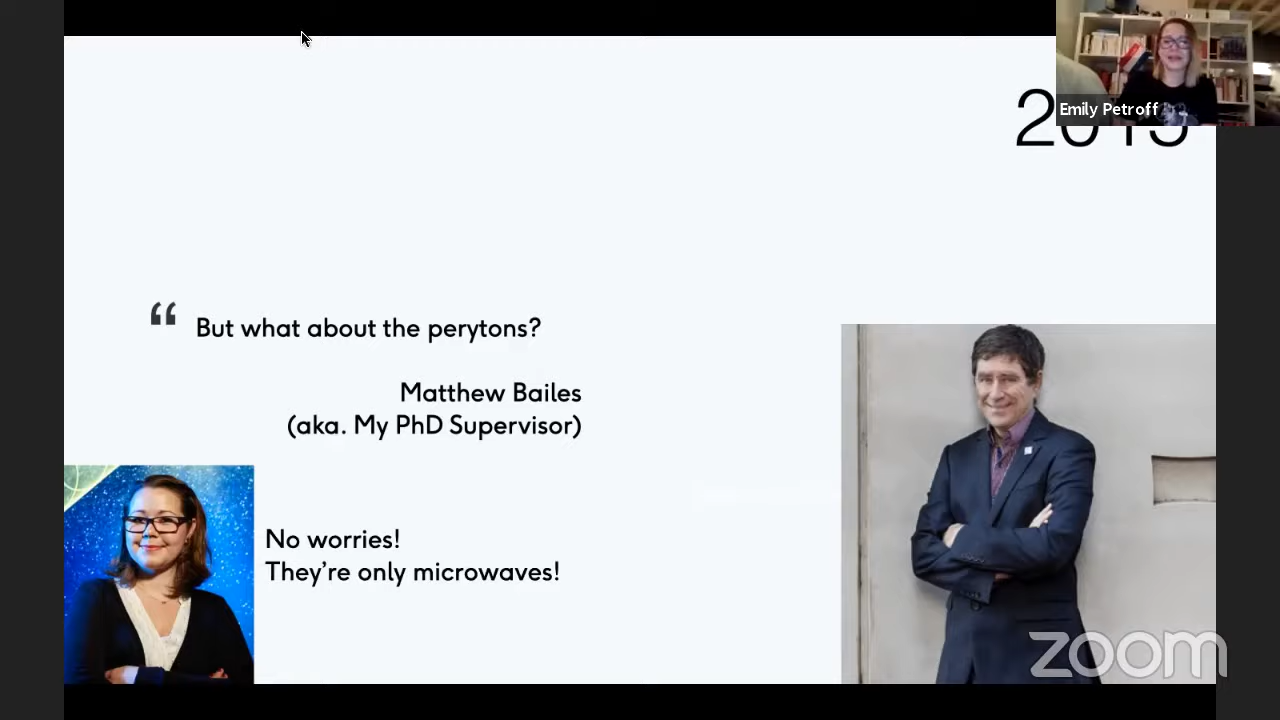 Emily Petroff
“ But what about the perytons?
Matthew Bailes
(aka. My PhD Supervisor)
No worries!
They’re only microwaves!
zoom